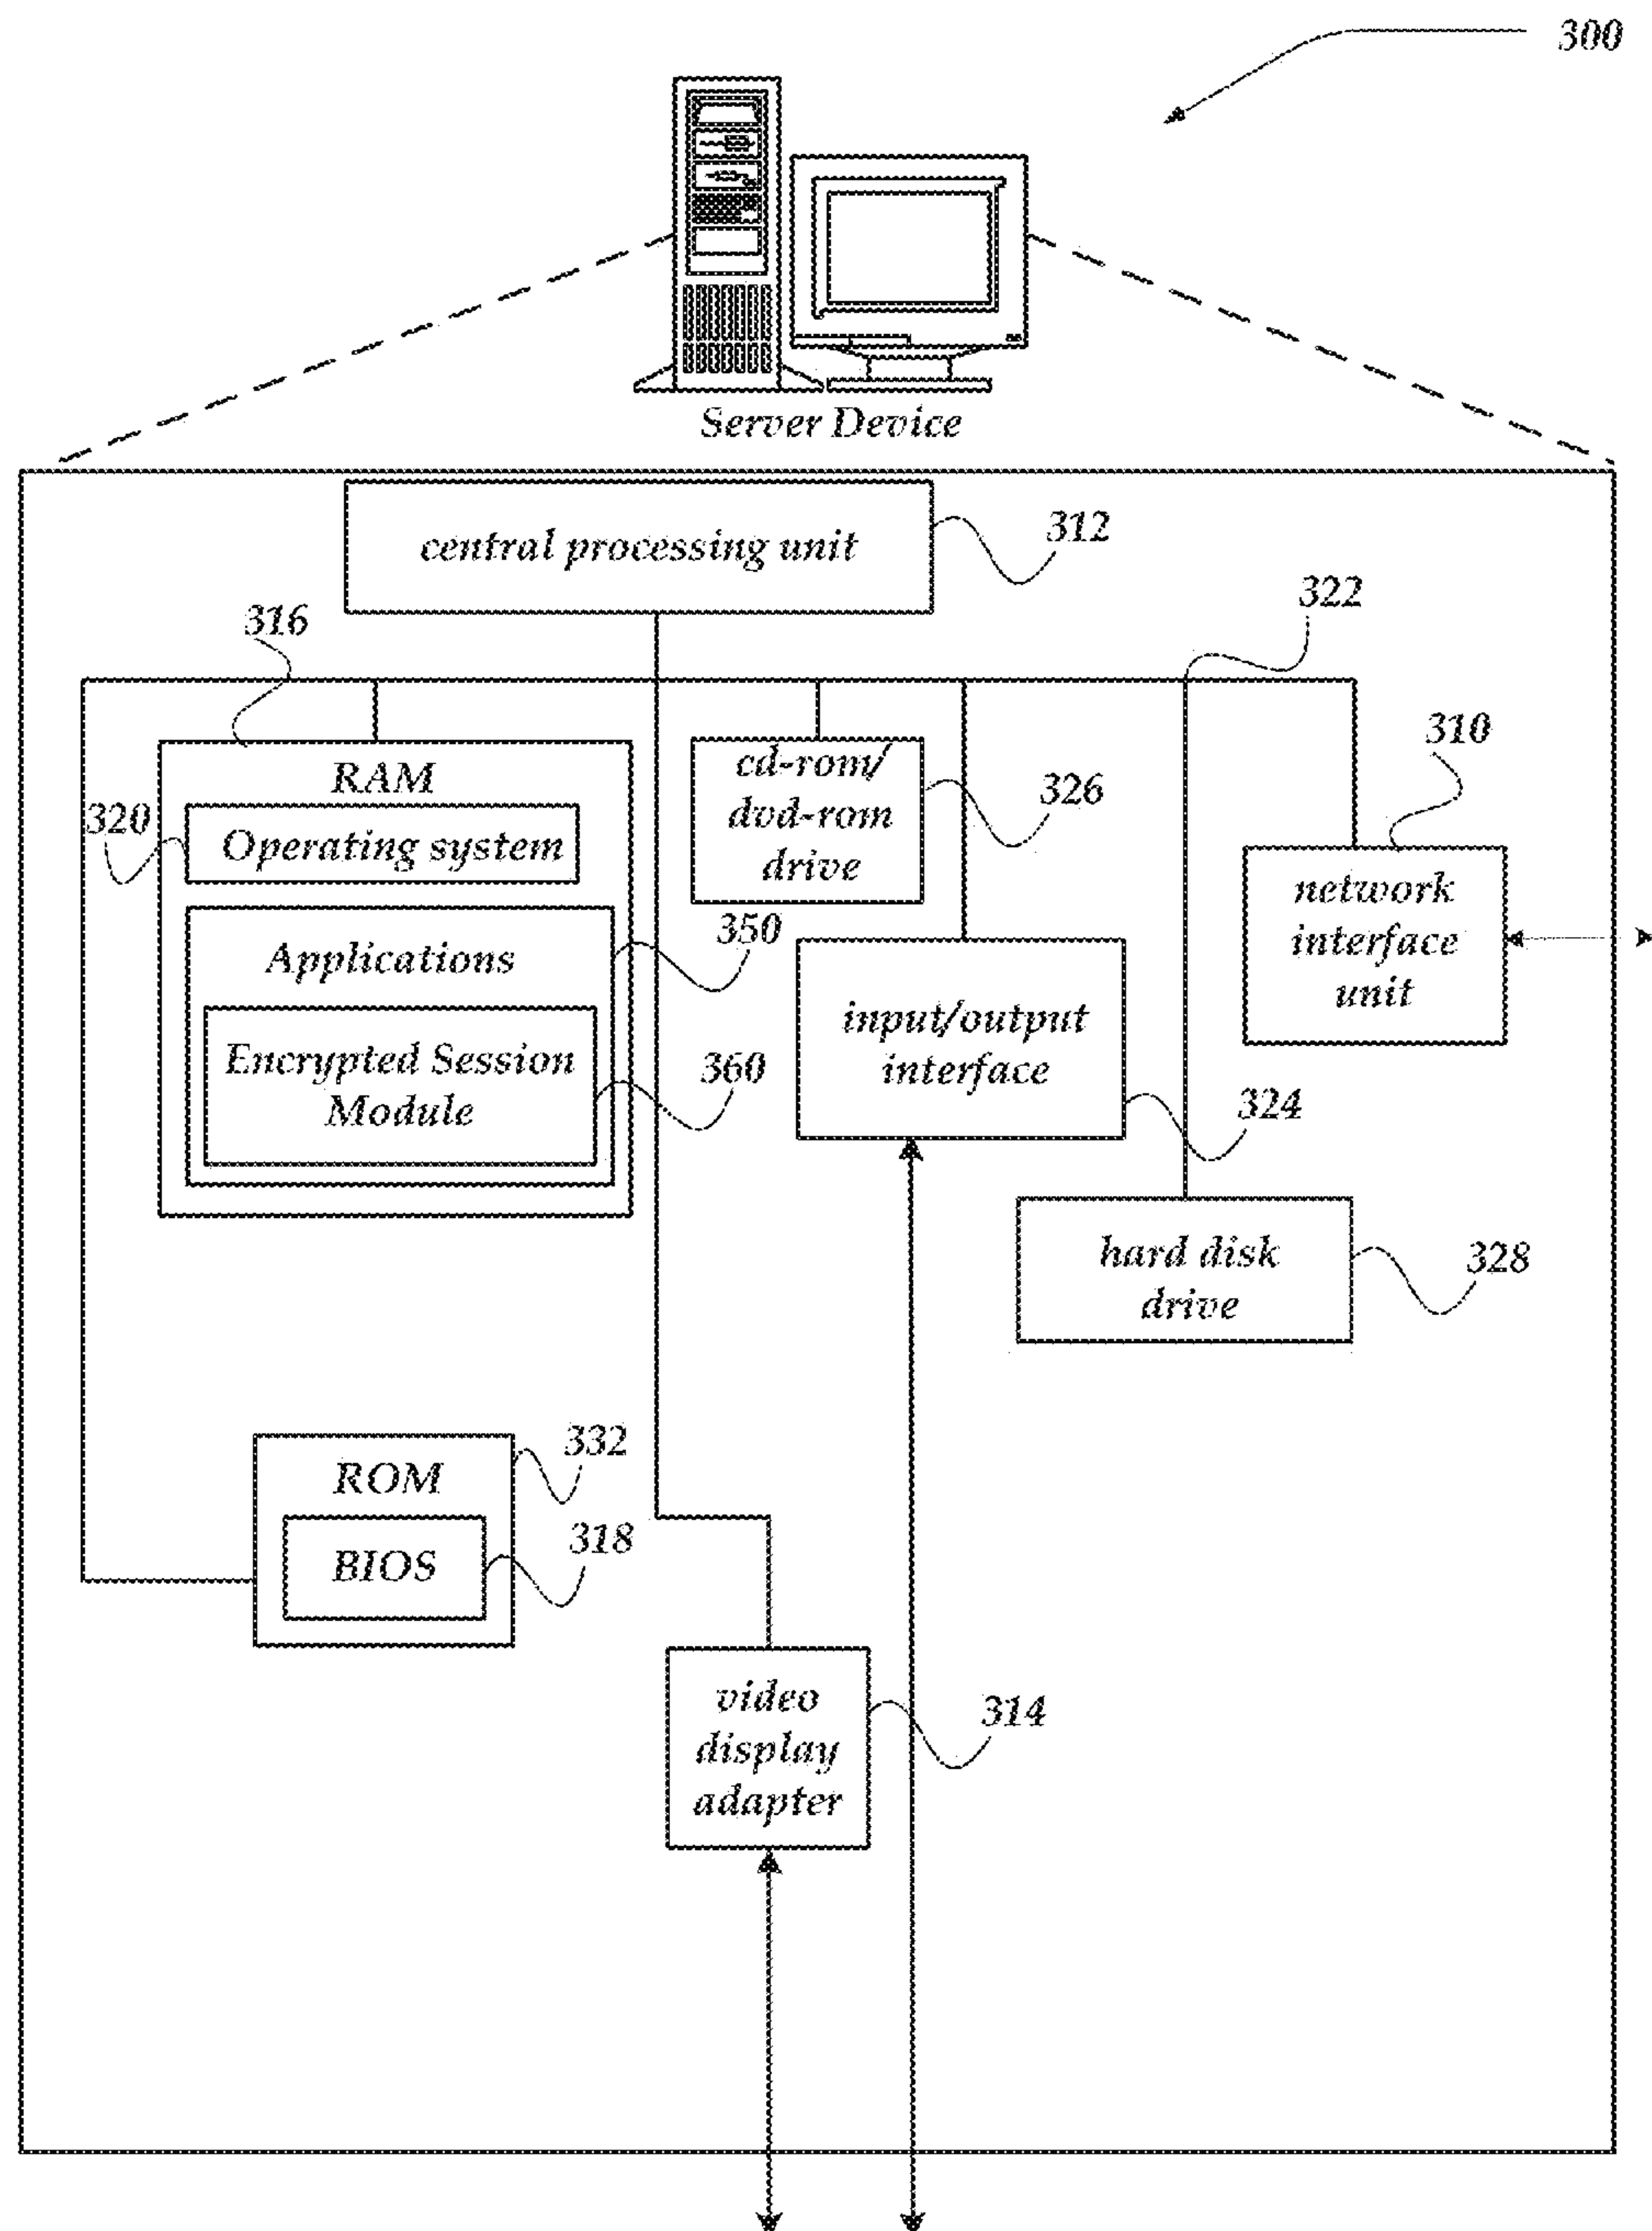 300
Server Device
central processing unit
312
322
316
310
RAM
cd-rom/
dvd-rom
drive
326
320
Operating system
network
interface
unit
350
Applications
input/output
interface
Encrypted Session
Module
360
324
hard disk
drive
328
332
ROM
318
BIOS
video
display
adapter
314